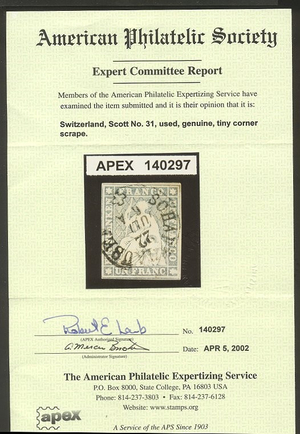 American Philatelic Society
Expert Committee Report
Members of the American Philatelic Expertizing Service have
examined the item submitted and it is their opinion that it is:
Switzerland, Scott No. 31, used, genuine, tiny corner
scrape.
APEX 140297
FRANCO
UN FRANC
(APEX Authorized Signature)
No. 140297
(Administrator Signature)
Date: APR 5, 2002
The American Philatelic Expertizing Service
P.O. Box 8000, State College, PA 16803 USA
Phone: 814-237-3803 • Fax: 814-237-6128
Website: www.stamps.org
apex
A Service of the APS Since 1903